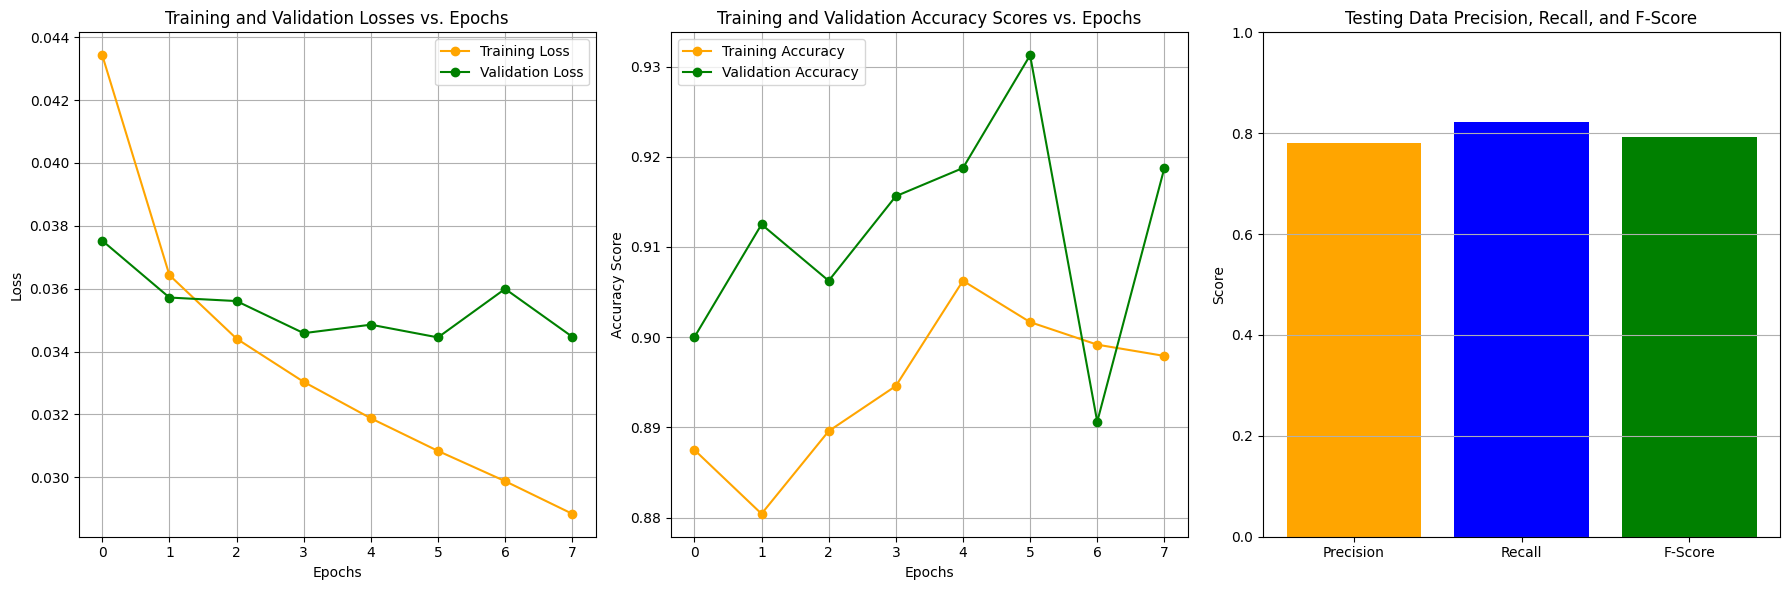 Training and Validation Losses vs. Epochs
0.044
0.042
0.040
0.038
0.036
0.034
0.032
0.030
Loss
Training Loss
Validation Loss
0 1 2 3 4 5 6 7
Epochs
Training and Validation Accuracy Scores vs. Epochs
0.93
0.92
0.91
0.90
0.89
0.88
Accuracy Score
Training Accuracy
Validation Accuracy
0 1 2 3 4 5 6 7
Epochs
Testing Data Precision, Recall, and F-Score
1.0
0.8
0.6
0.4
0.2
0.0
Score
Precision Recall F-Score